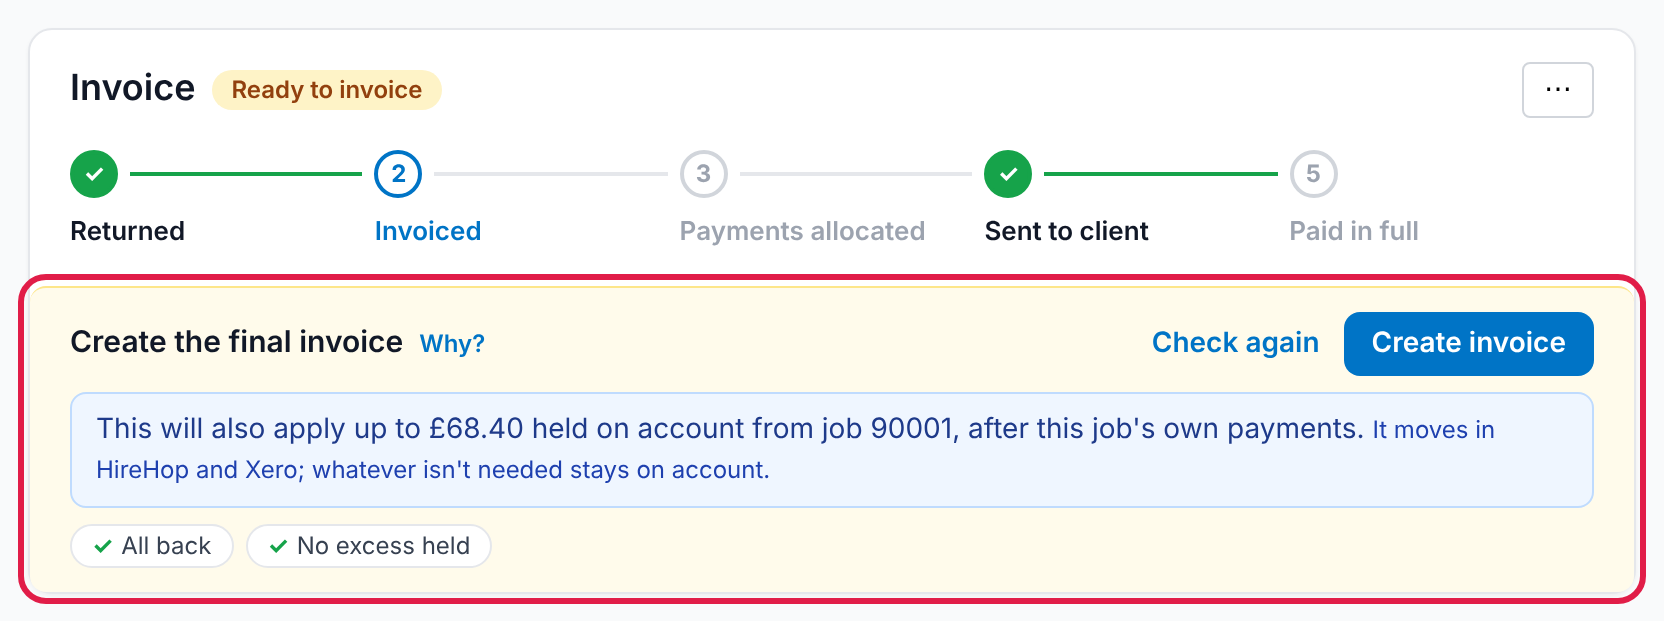 Invoice Ready to invoice ...
2 3 5
Returned Invoiced Payments allocated Sent to client Paid in full
Create the final invoice Why? Check again Create invoice
This will also apply up to £68.40 held on account from job 90001, after this job's own payments. It moves in
HireHop and Xero; whatever isn't needed stays on account.
All back No excess held